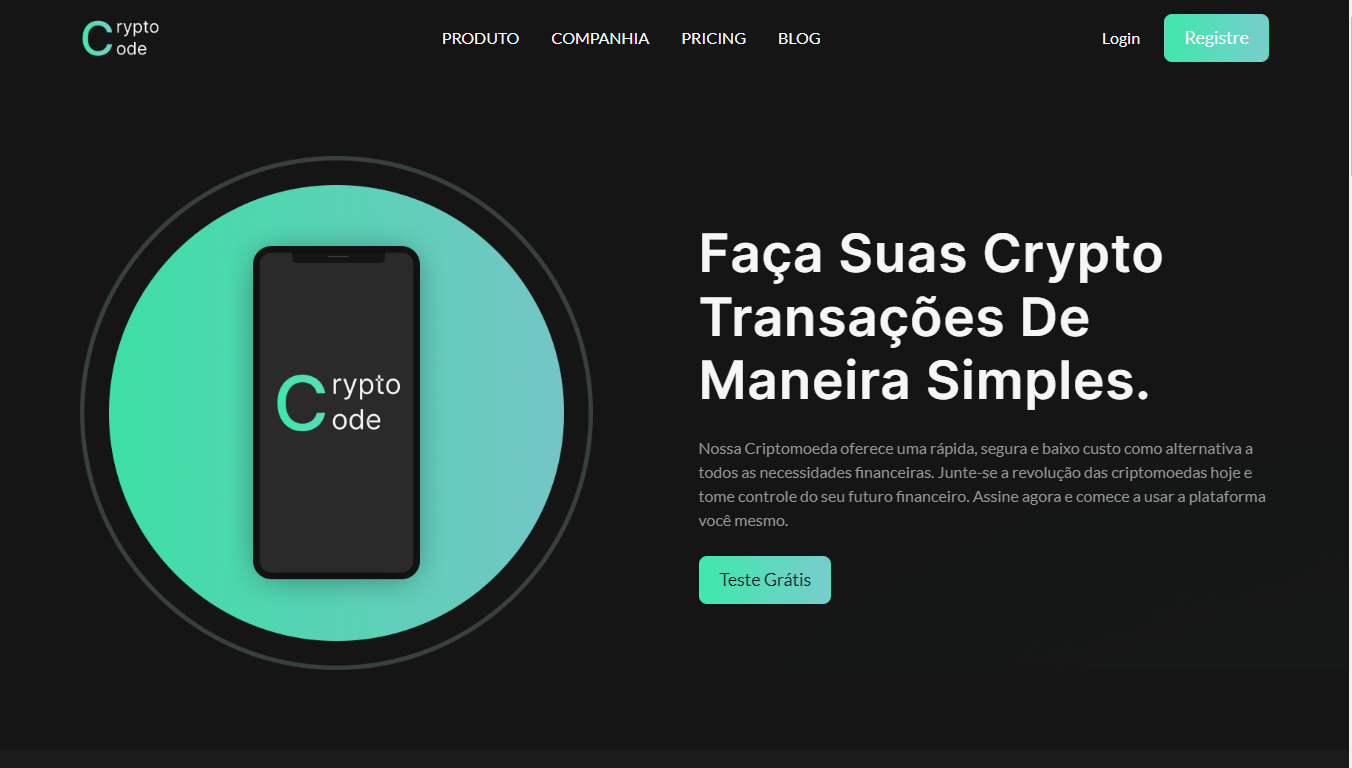 Crypto
Code
PRODUTO COMPANHIA PRICING BLOG
Login Registre
Crypto
Code
Faça Suas Crypto
Transações De
Maneira Simples.
Nossa Criptomoeda oferece uma rápida, segura e baixo custo como alternativa a
todos as necessidades financeiras. Junte-se a revolução das criptomoedas hoje e
tome controle do seu futuro financeiro. Assine agora e comece a usar a plataforma
você mesmo.
Teste Grátis